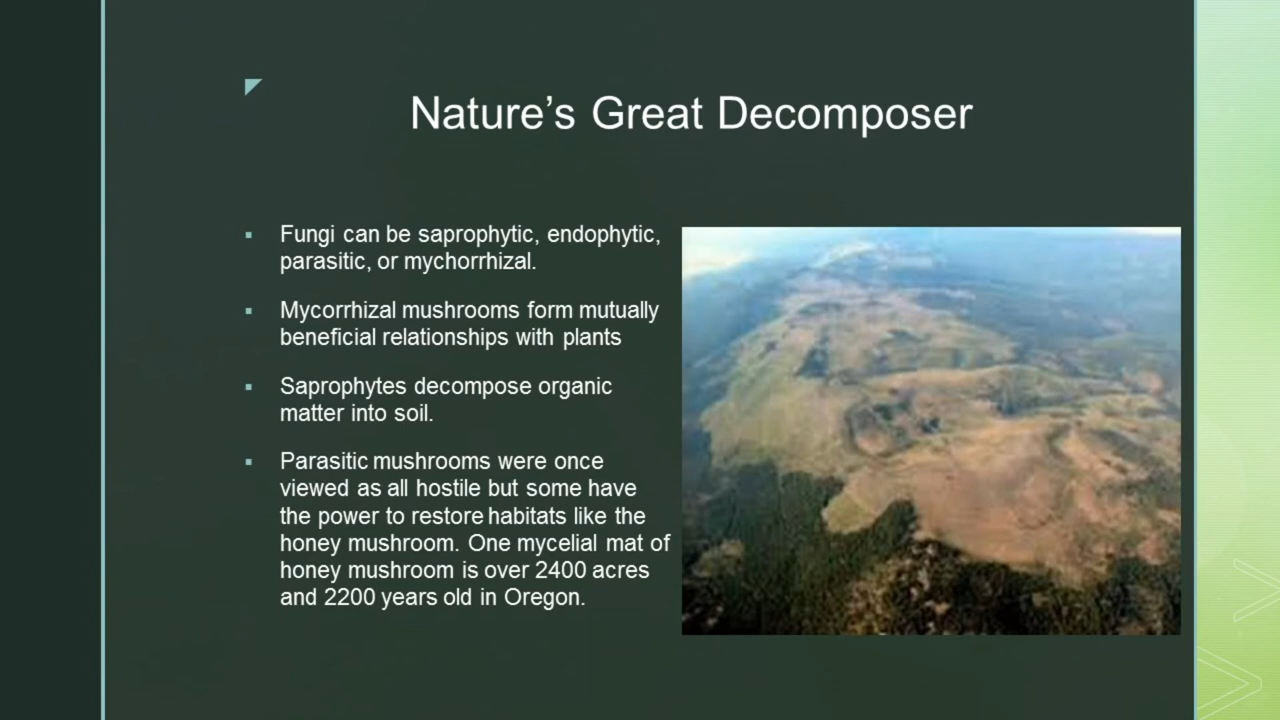 Nature’s Great Decomposer
Fungi can be saprophytic, endophytic,
parasitic, or mychorrhizal.
Mycorrhizal mushrooms form mutually
beneficial relationships with plants
Saprophytes decompose organic
matter into soil.
Parasitic mushrooms were once
viewed as all hostile but some have
the power to restore habitats like the
honey mushroom. One mycelial mat of
honey mushroom is over 2400 acres
and 2200 years old in Oregon.